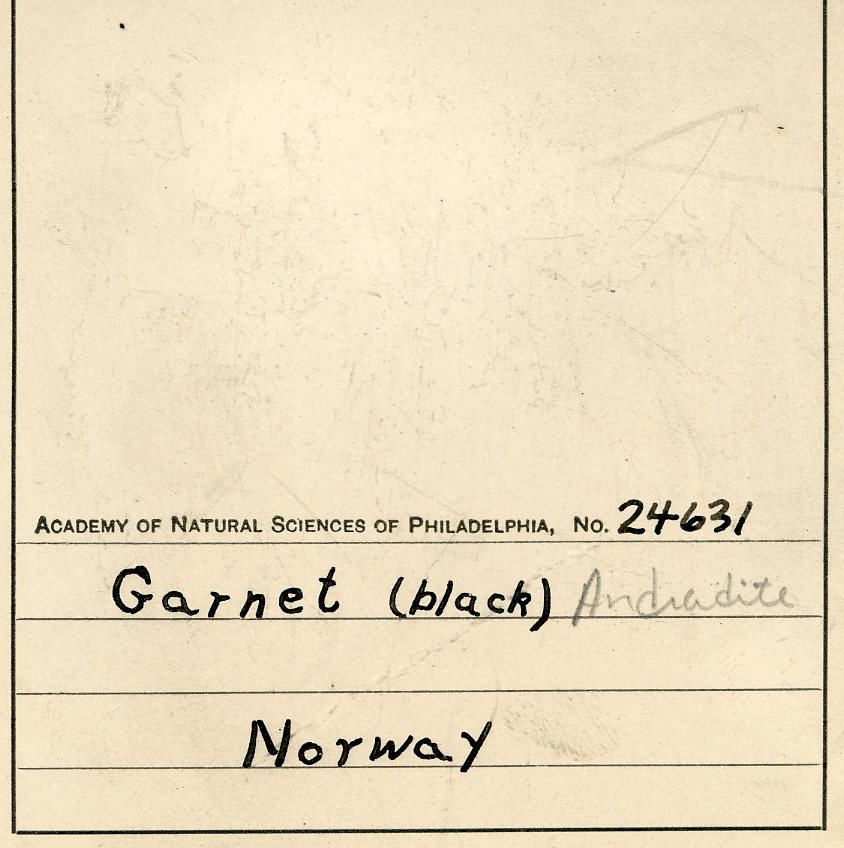 ACADEMY OF NATURAL SCIENCES OF PHILADELPHIA, NO. 24631
Garnet (black) Andradite
Norway